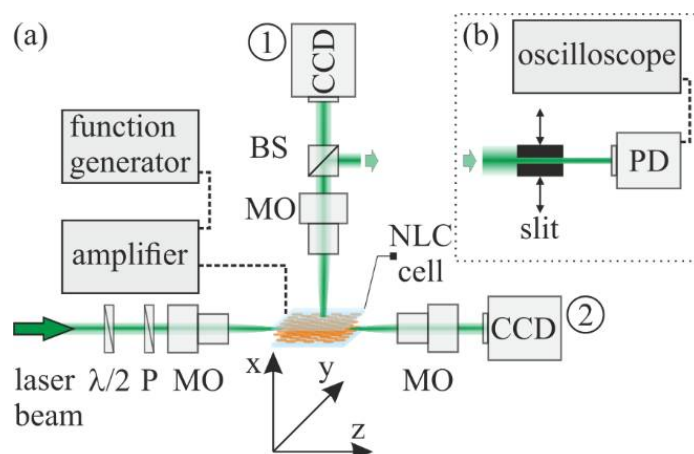 (a)
1
CCD
(b)
oscilloscope
function
generator
BS
PD
MO
slit
amplifier
NLC
cell
CCD
2
laser
beam
λ/2
P
MO
MO
x
y
z